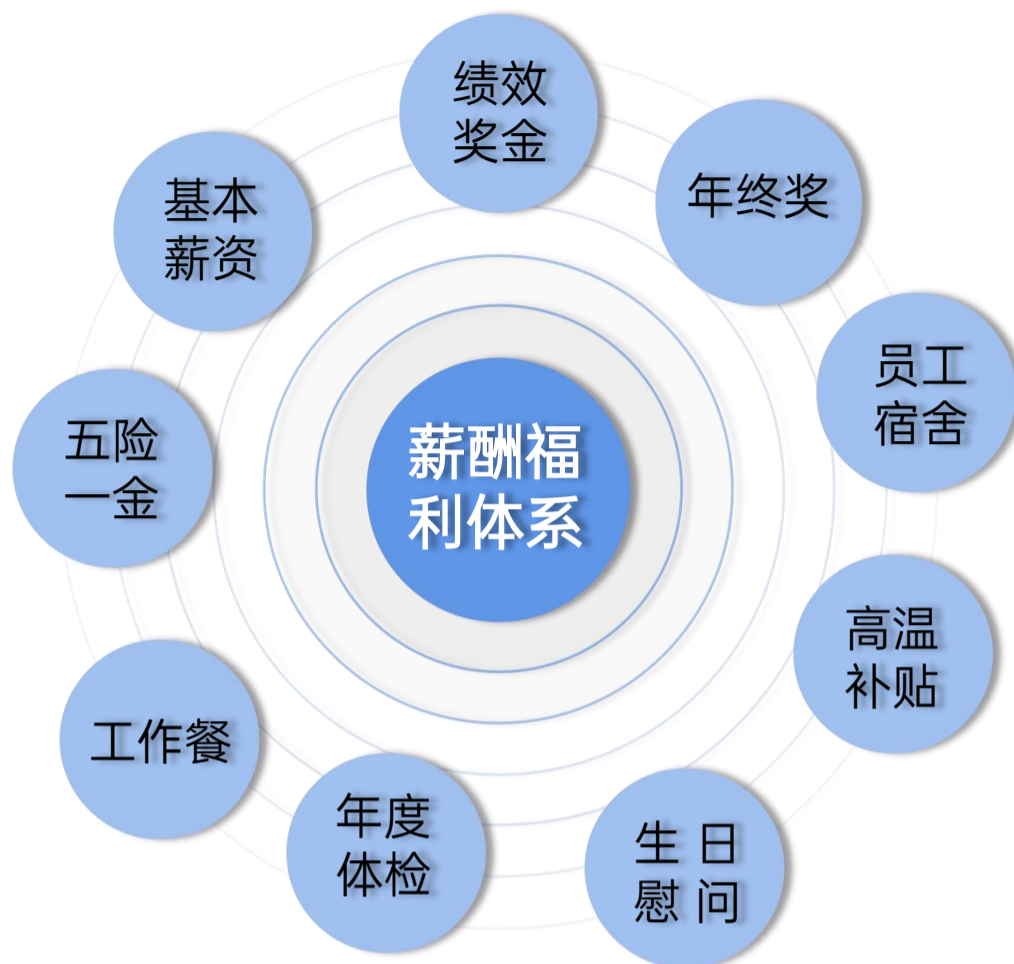 绩效
奖金
年终奖
基本
薪资
员工
宿舍
五险
一金
薪酬福
利体系
高温
补贴
工作餐
年度
体检
生 日
慰 问